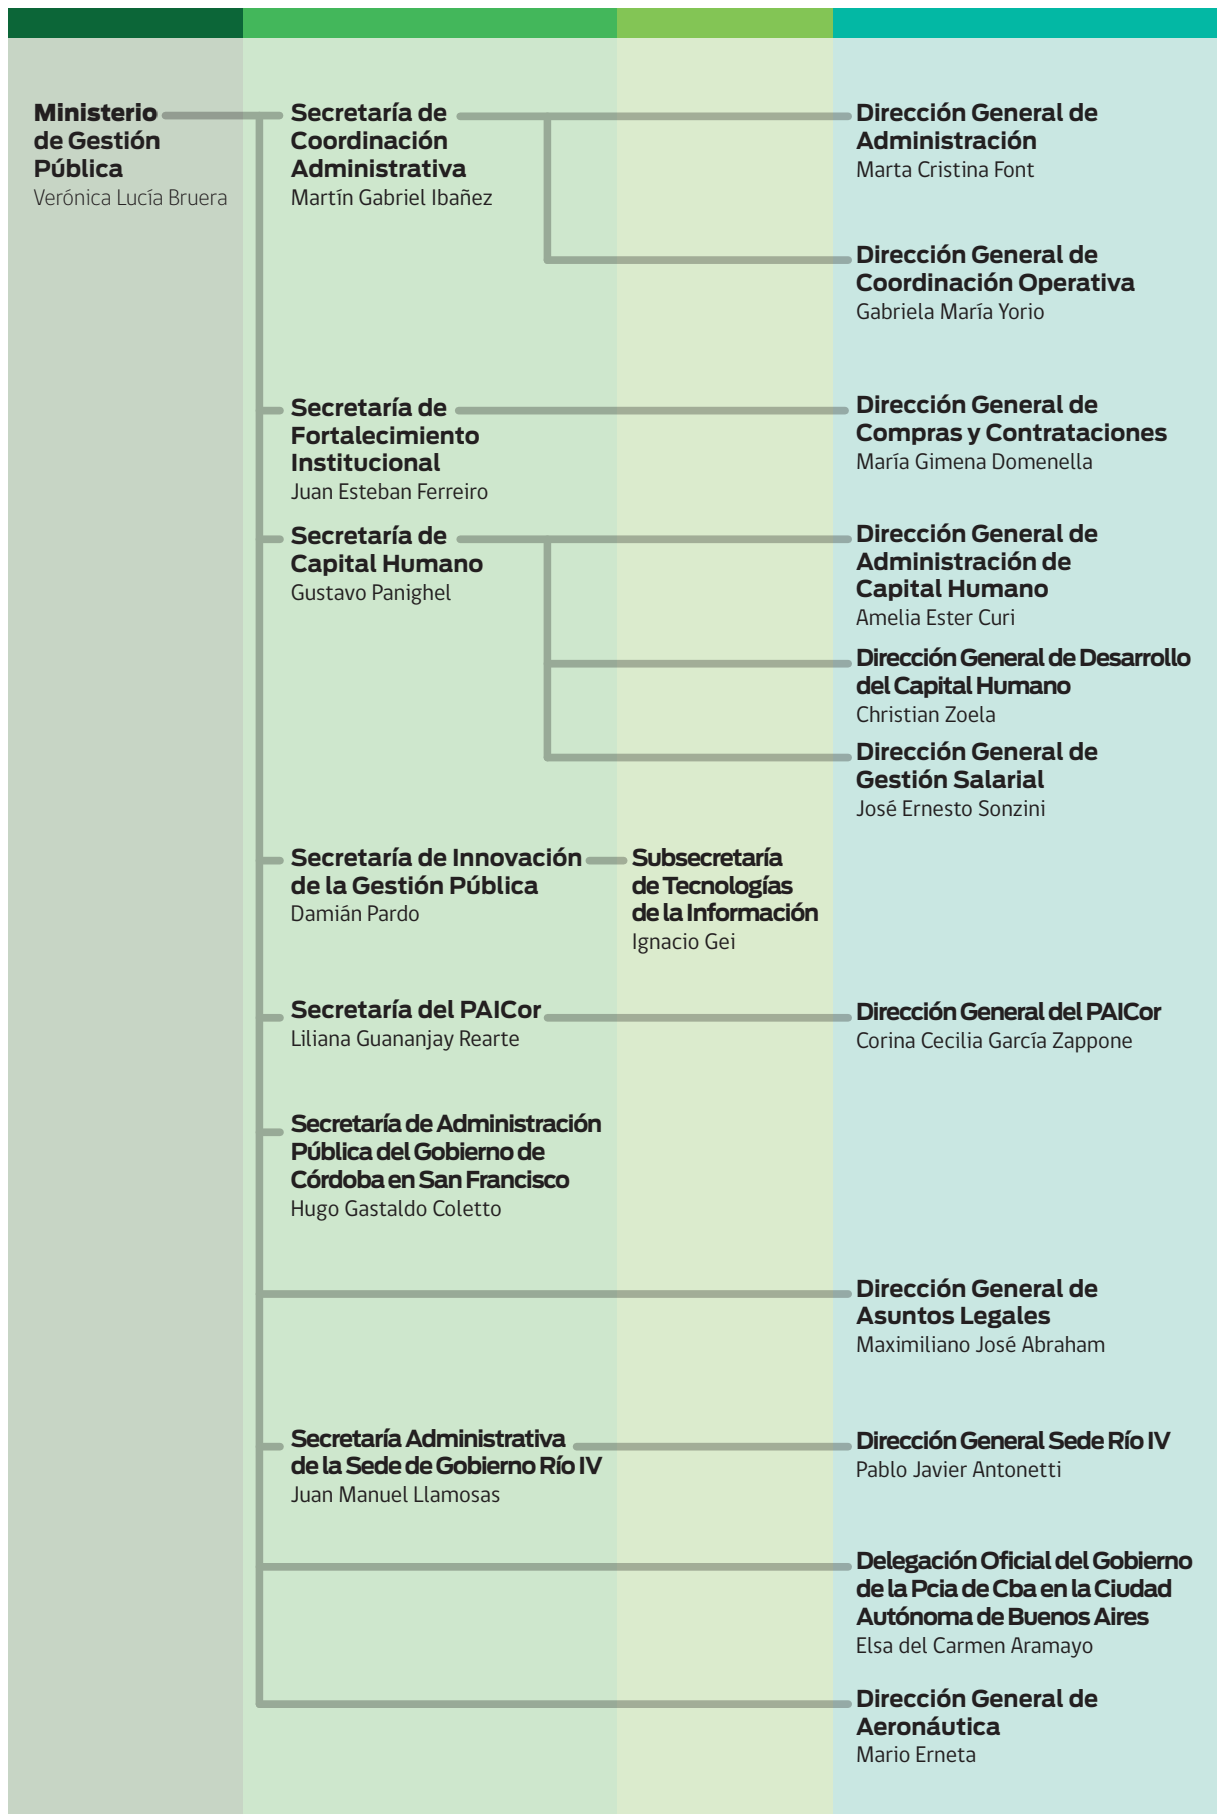 Ministerio
de Gestión
Pública
Verónica Lucía Bruera
Secretaría de
Coordinación
Administrativa
Martín Gabriel Ibañez
Dirección General de
Administración
Marta Cristina Font
Dirección General de
Coordinación Operativa
Gabriela María Yorio
Secretaría de
Fortalecimiento
Institucional
Juan Esteban Ferreiro
Dirección General de
Compras y Contrataciones
María Gimena Domenella
Secretaría de
Capital Humano
Gustavo Panighel
Dirección General de
Administración de
Capital Humano
Amelia Ester Curi
Dirección General de Desarrollo
del Capital Humano
Christian Zoela
Dirección General de
Gestión Salarial
José Ernesto Sonzini
Secretaría de Innovación
de la Gestión Pública
Damián Pardo
Subsecretaría
de Tecnologías
de la Información
Ignacio Gei
Secretaría del PAICor
Liliana Guananjay Rearte
Dirección General del PAICor
Corina Cecilia García Zappone
Secretaría de Administración
Pública del Gobierno de
Córdoba en San Francisco
Hugo Gastaldo Coletto
Dirección General de
Asuntos Legales
Maximiliano José Abraham
Secretaría Administrativa
de la Sede de Gobierno Río IV
Juan Manuel Llamosas
Dirección General Sede Río IV
Pablo Javier Antonetti
Delegación Oficial del Gobierno
de la Pcia de Cba en la Ciudad
Autónoma de Buenos Aires
Elsa del Carmen Aramayo
Dirección General de
Aeronáutica
Mario Erneta